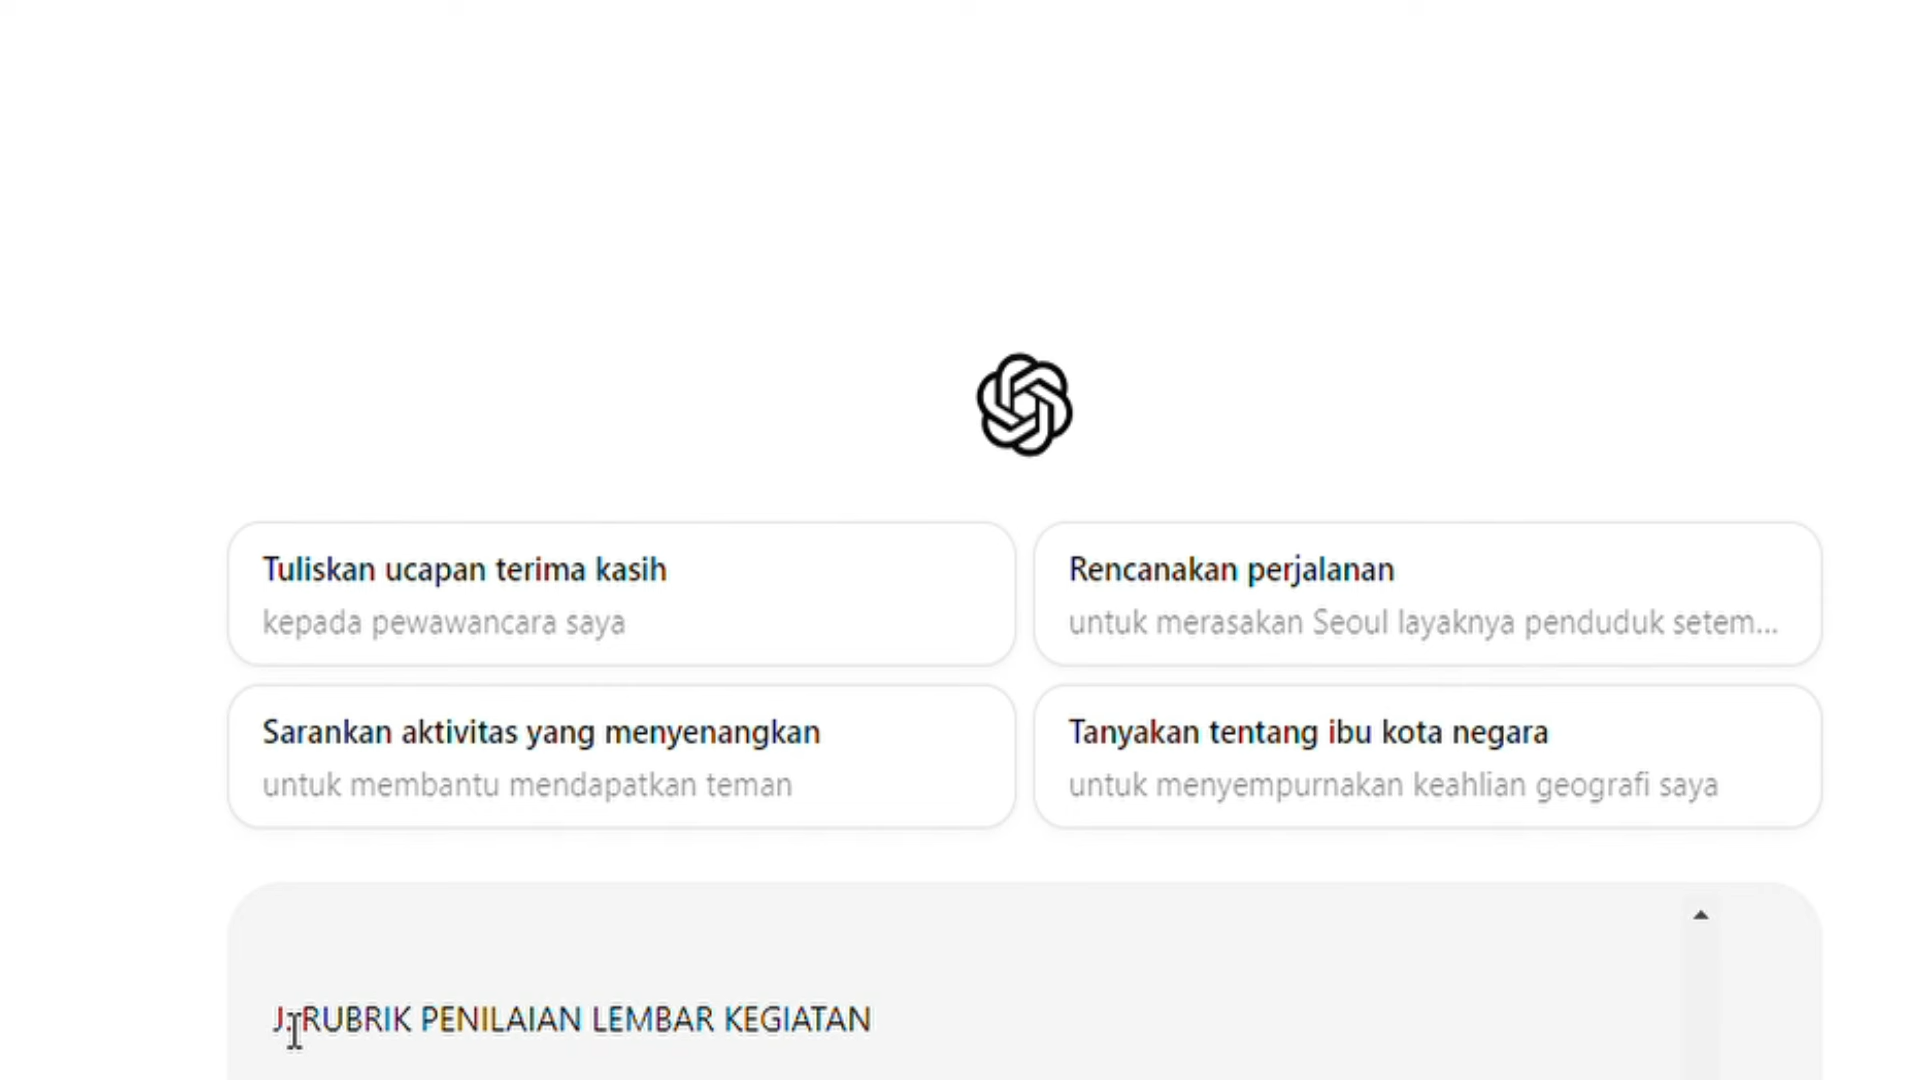 Tuliskan ucapan terima kasih
kepada pewawancara saya
Rencanakan perjalanan
untuk merasakan Seoul layaknya penduduk setem...
Sarankan aktivitas yang menyenangkan
untuk membantu mendapatkan teman
Tanyakan tentang ibu kota negara
untuk menyempurnakan keahlian geografi saya
J. RUBRIK PENILAIAN LEMBAR KEGIATAN